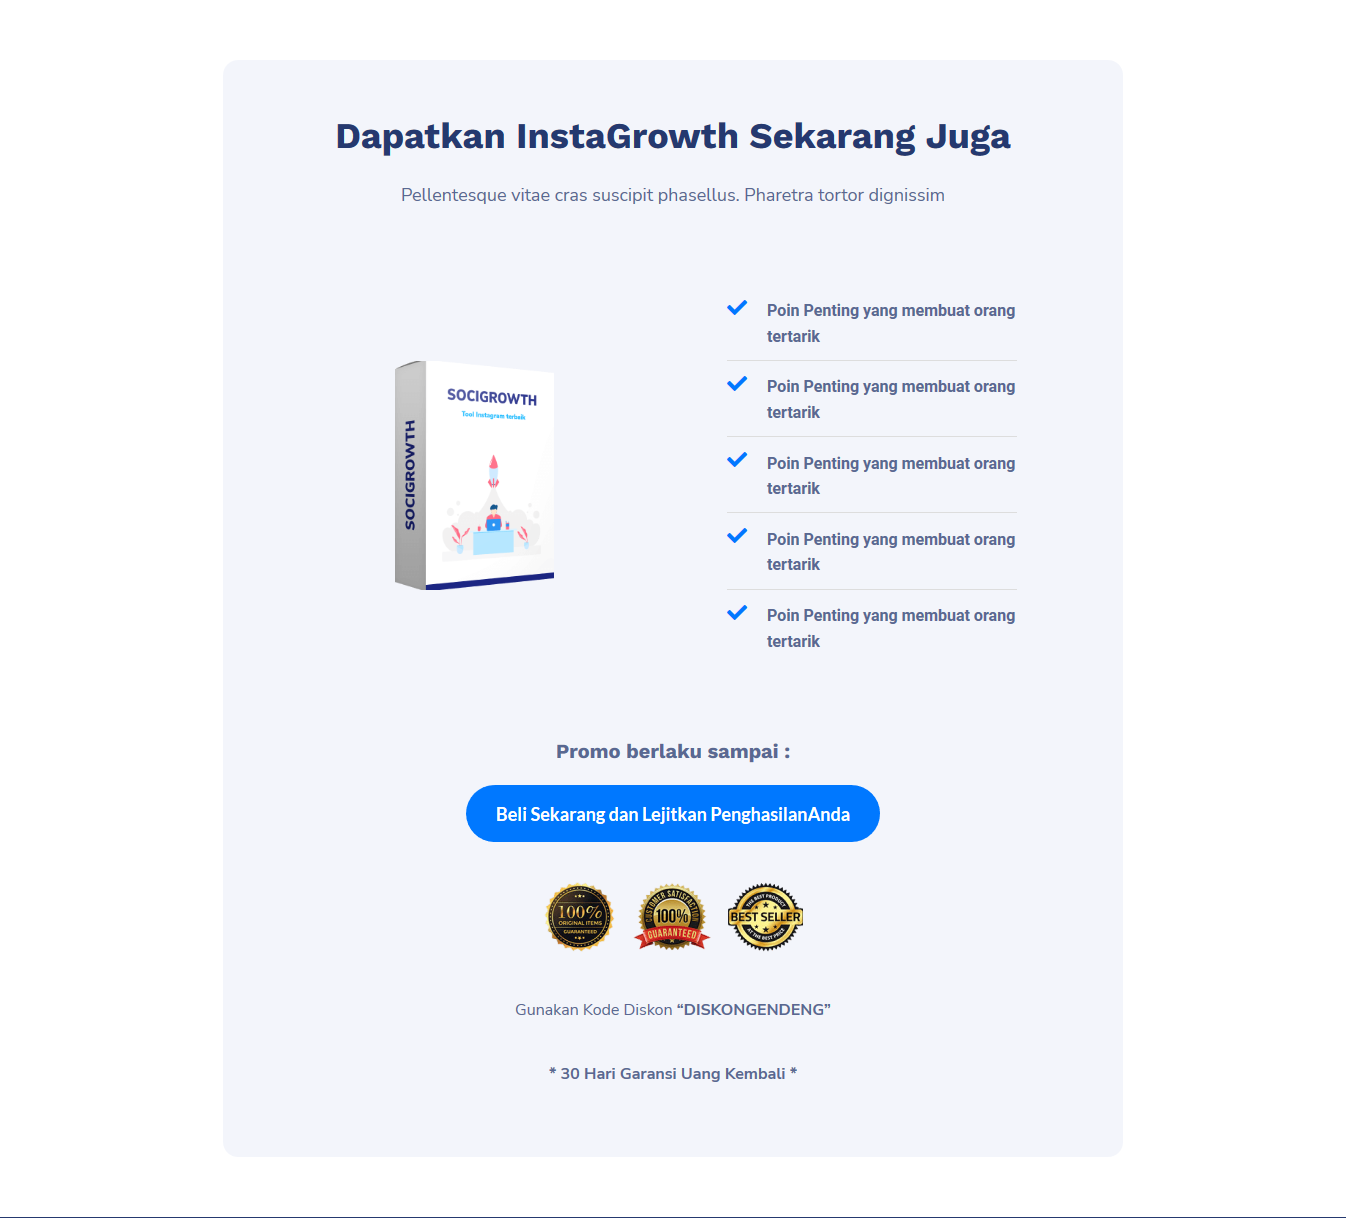 Dapatkan InstaGrowth Sekarang Juga
Pellentesque vitae cras suscipit phasellus. Pharetra tortor dignissim
SOCIGROWTH
SOCIGROWTH
Tool Instagram terbaik
Poin Penting yang membuat orang
tertarik
Poin Penting yang membuat orang
tertarik
Poin Penting yang membuat orang
tertarik
Poin Penting yang membuat orang
tertarik
Poin Penting yang membuat orang
tertarik
Promo berlaku sampai :
Beli Sekarang dan Lejitkan PenghasilanAnda
100%
ORIGINAL ITEMS
GUARANTEED
CUSTOMER SATISFACTION
100%
GUARANTEED
THE BEST PRODUCT
BEST SELLER
AT THE BEST PRICE
Gunakan Kode Diskon “DISKONGENDENG”
* 30 Hari Garansi Uang Kembali *